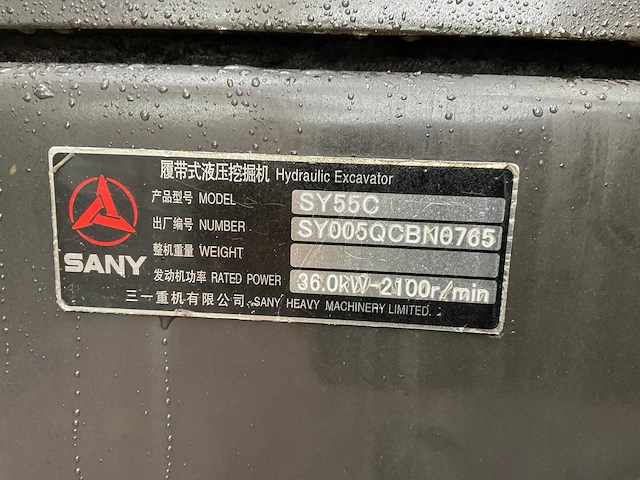 履带式液压挖掘机 Hydraulic Excavator
产品型号 MODEL SY55C
出厂编号 NUMBER SY005QCBN0765
整机重量 WEIGHT
SANY
发动机功率 RATED POWER 36.0kW-2100r/min
三一重机有限公司 SANY HEAVY MACHINERY LIMITED.